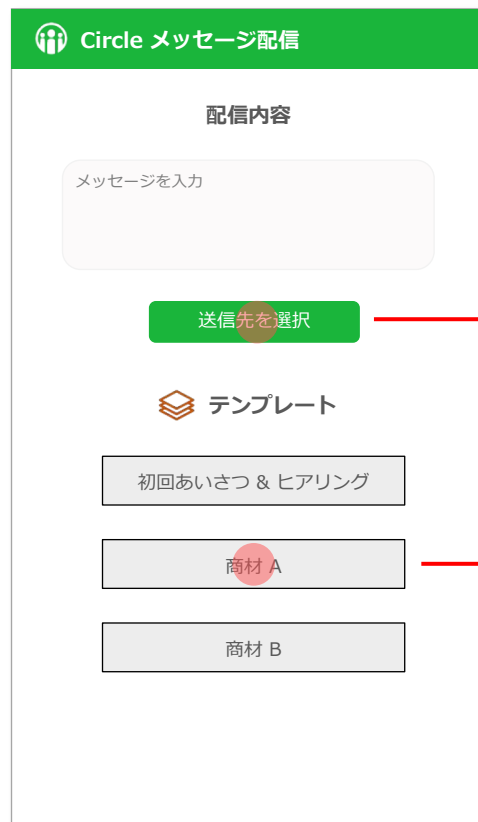 Circle メッセージ配信
配信内容
メッセージを入力
送信先を選択
テンプレート
初回あいさつ & ヒアリング
商材 A
商材 B